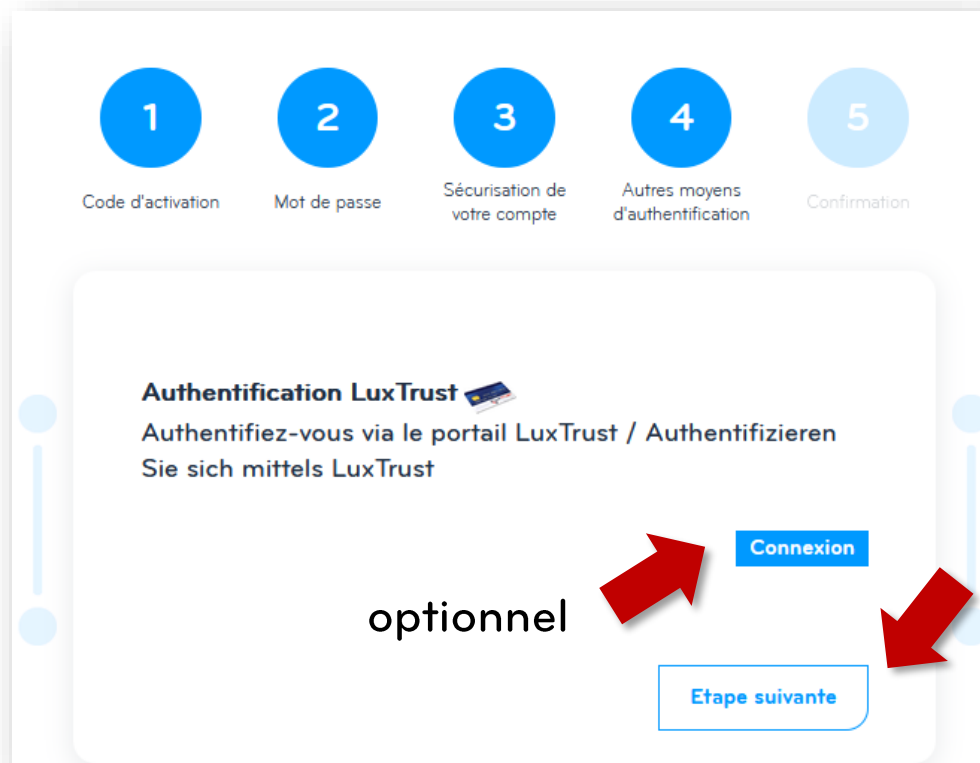 1
2
3
4
5
Code d'activation
Mot de passe
Sécurisation de
votre compte
Autres moyens
d'authentification
Confirmation
Authentification LuxTrust
Authentifiez-vous via le portail LuxTrust / Authentifizieren
Sie sich mittels LuxTrust
Connexion
optionnel
Etape suivante